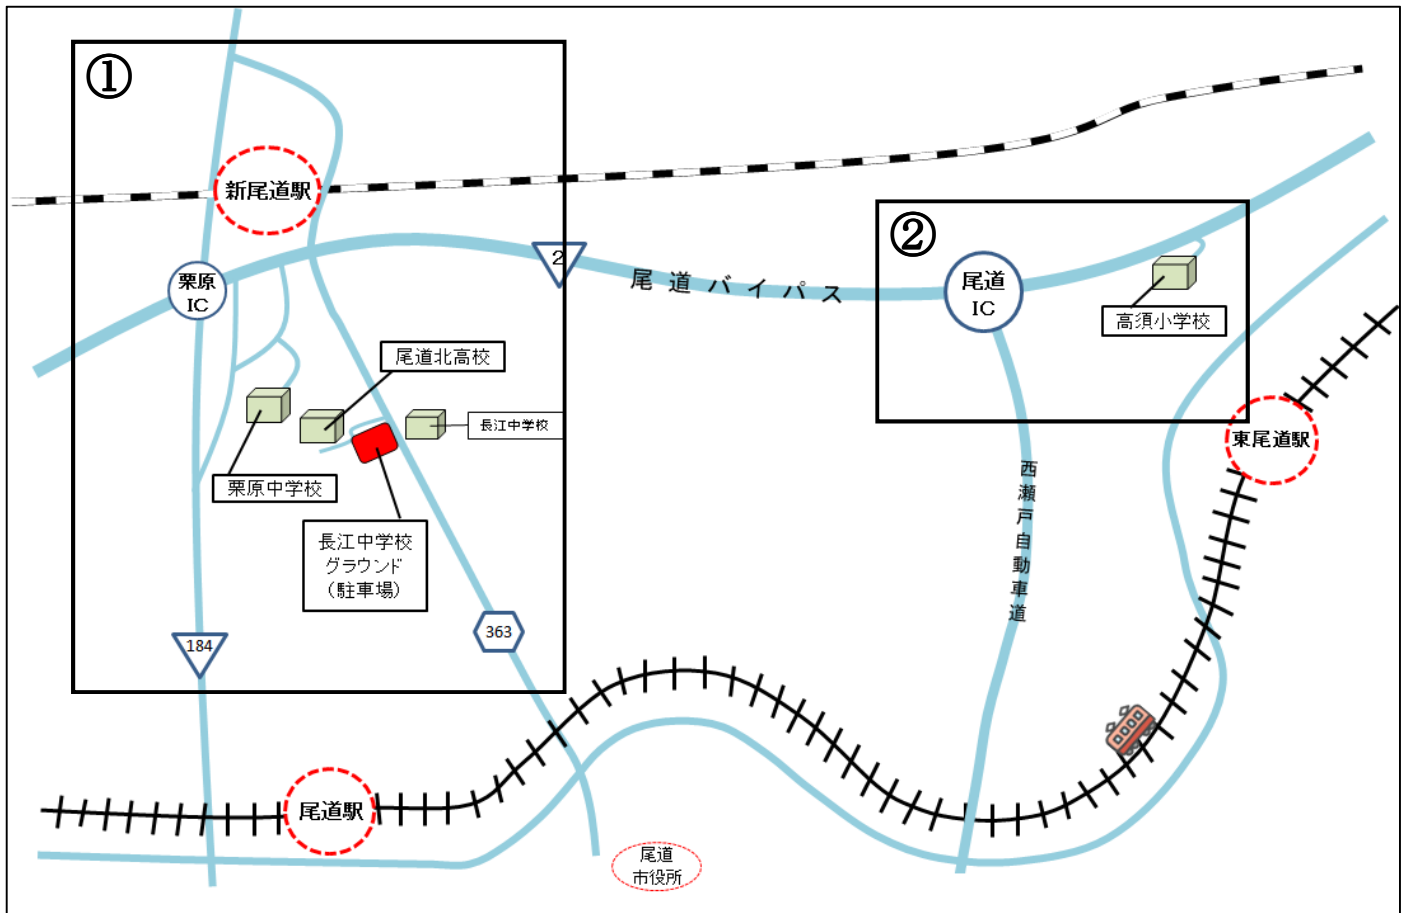 ①
新尾道駅
栗原
IC
2
尾道バイパス
②
尾道
IC
高須小学校
尾道北高校
長江中学校
栗原中学校
長江中学校
グラウンド
(駐車場)
東尾道駅
西瀬戸自動車道
184
363
尾道駅
尾道
市役所